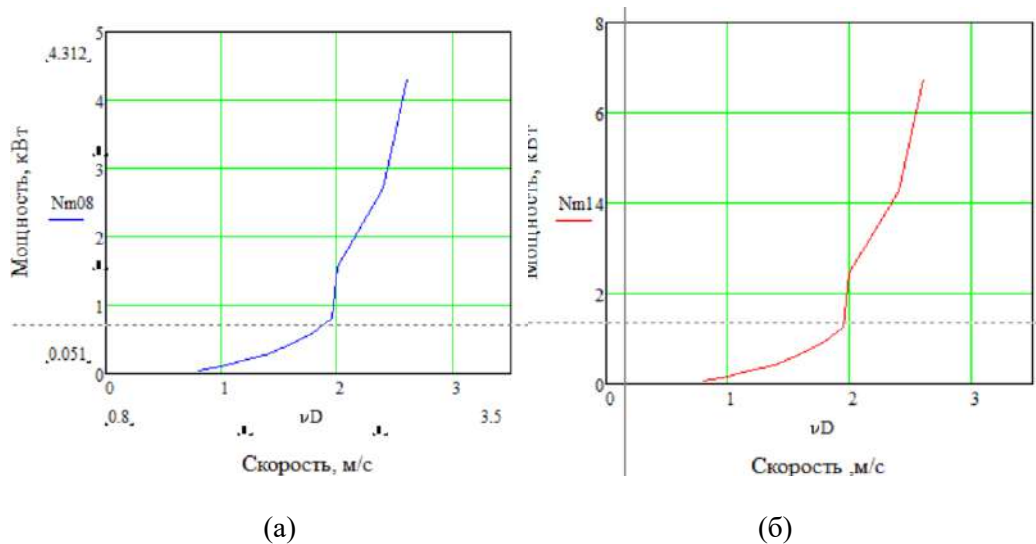 5
4.312
4
3
Nm08
2
1
0.051
0
0
1
2
3
0.8
νD
3.5
Мощность, кВт
Скорость, м/с
(а)
8
6
Nm14
4
2
0
0
1
2
3
νD
Мощность, кВт
Скорость ,м/с
(б)